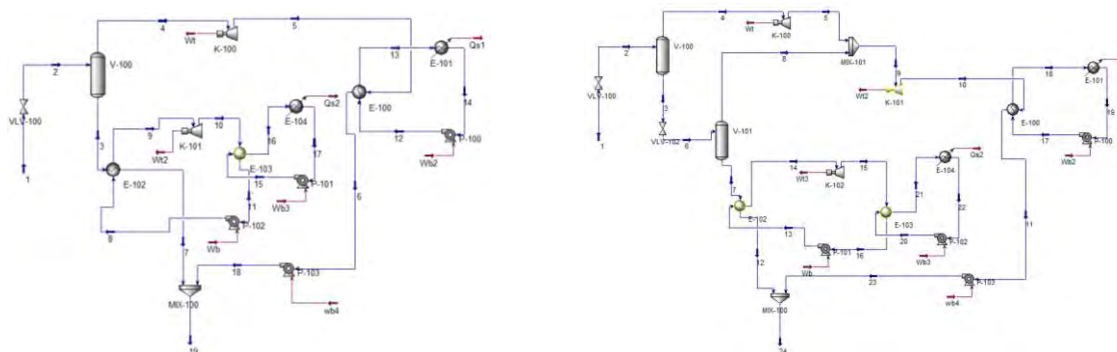 4
5
Wt
K-100
13
Qs1
E-101
2
V-100
VLV-100
E-100
14
Qs2
12
P-100
Wb2
3
9
10
E-104
16
17
K-101
Wt2
E-103
E-102
15
P-101
Wb3
11
6
1
8
P-102
Wb
7
18
P-103
wb4
MIX-100
19
4
5
Wt
K-100
2
V-100
MIX-101
8
VLV-100
9
10
Wt2
K-101
18
E-101
19
E-100
17
P-100
Wb2
3
VLV-102
6
V-101
1
7
14
15
Wt3
K-102
Qs2
E-104
21
22
E-102
E-103
13
20
P-102
Wb3
11
12
P-101
16
Wb
23
P-103
wb4
MIX-100
24